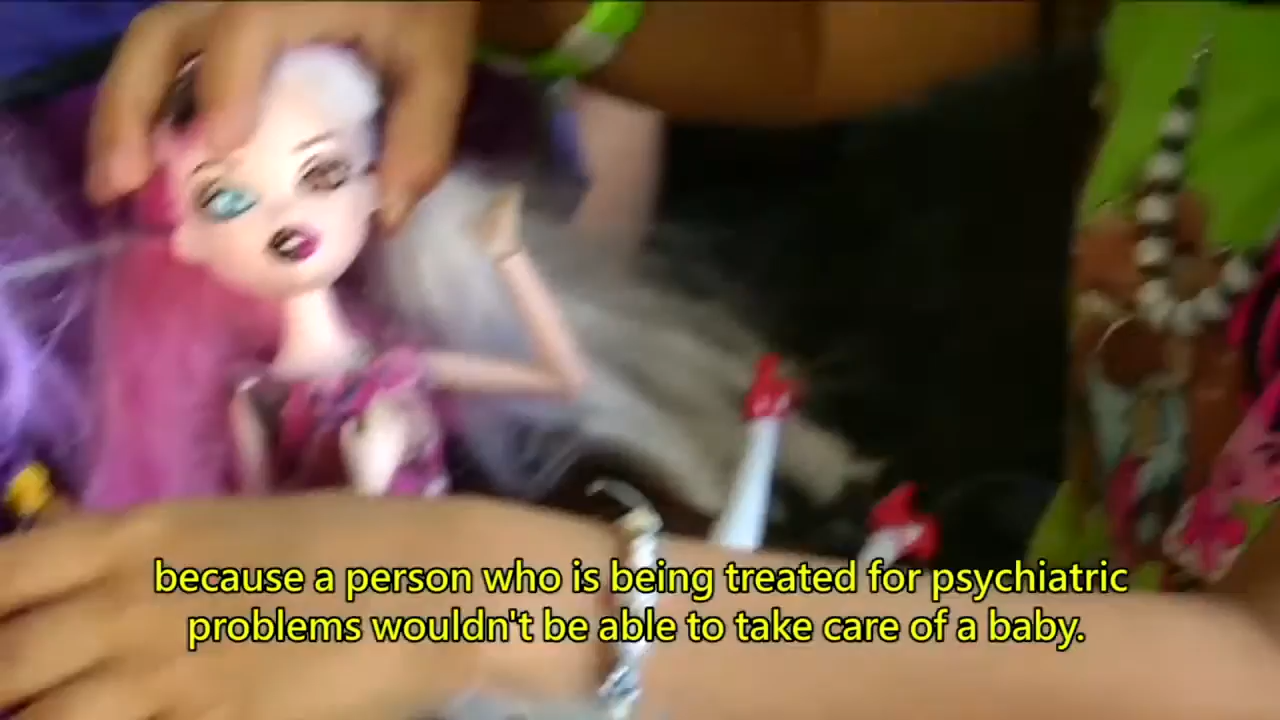 because a person who is being treated for psychiatric
problems wouldn't be able to take care of a baby.